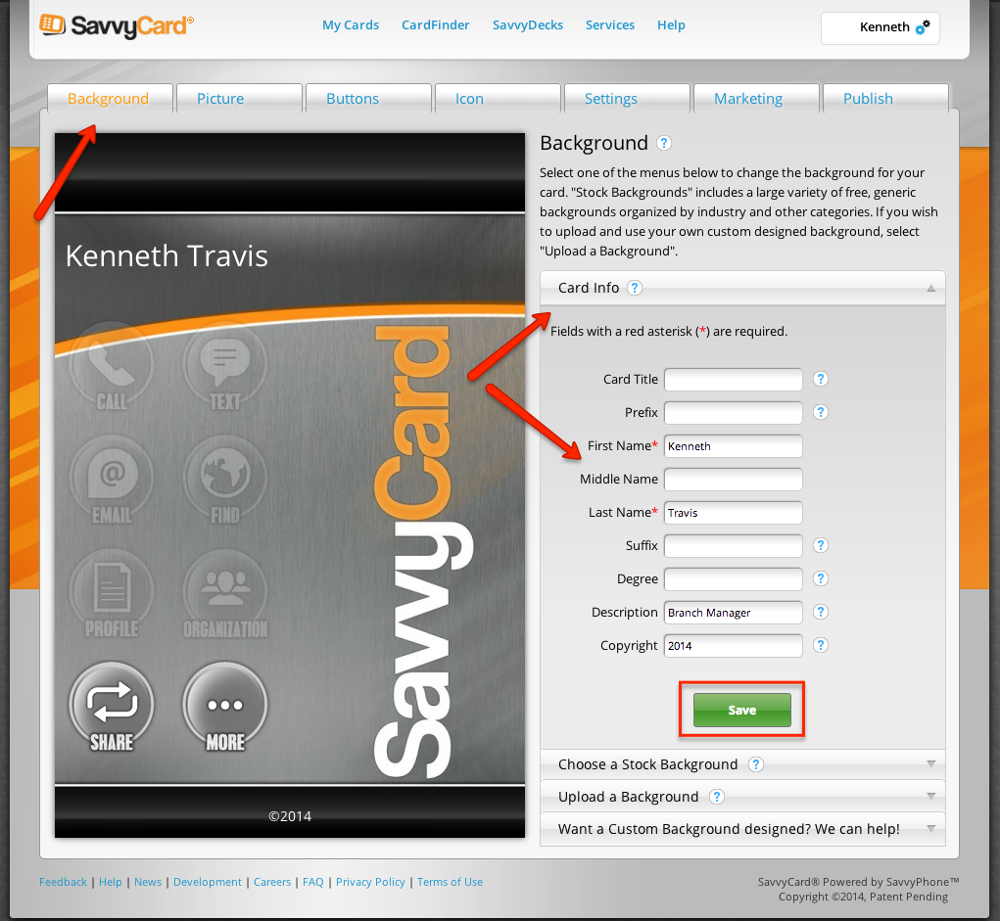 SavvyCard®
My Cards CardFinder SavvyDecks Services Help
Kenneth
Background Picture Buttons Icon Settings Marketing Publish
Kenneth Travis
CALL TEXT
EMAIL FIND
PROFILE ORGANIZATION
SHARE MORE
SavvyCard
©2014
Background ?
Select one of the menus below to change the background for your
card. "Stock Backgrounds" includes a large variety of free, generic
backgrounds organized by industry and other categories. If you wish
to upload and use your own custom designed background, select
"Upload a Background".
Card Info ?
Fields with a red asterisk (*) are required.
Card Title ?
Prefix ?
First Name* Kenneth
Middle Name
Last Name* Travis
Suffix ?
Degree ?
Description Branch Manager ?
Copyright 2014 ?
Save
Choose a Stock Background ?
Upload a Background ?
Want a Custom Background designed? We can help!
Feedback | Help | News | Development | Careers | FAQ | Privacy Policy | Terms of Use
SavvyCard® Powered by SavvyPhone™
Copyright ©2014, Patent Pending